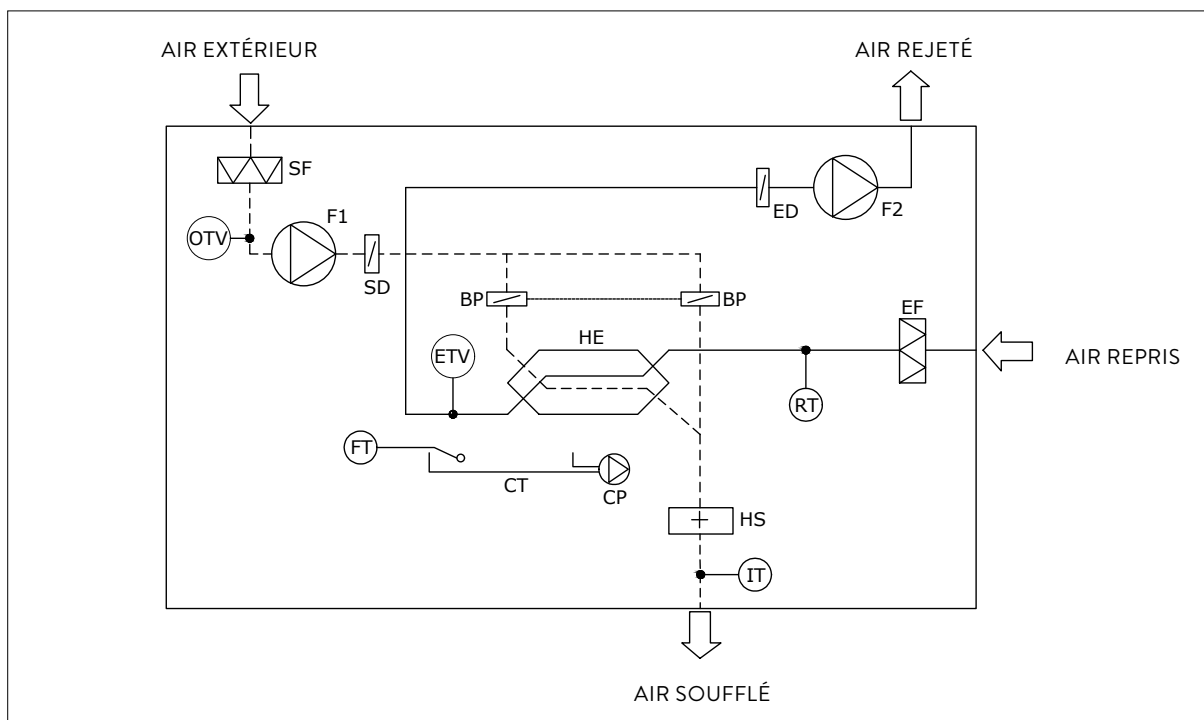 AIR EXTÉRIEUR
AIR REJETÉ
SF
OTV
F1
SD
ED
F2
BP
BP
EF
HE
ETV
AIR REPRIS
RT
FT
CT
CP
HS
IT
AIR SOUFFLÉ